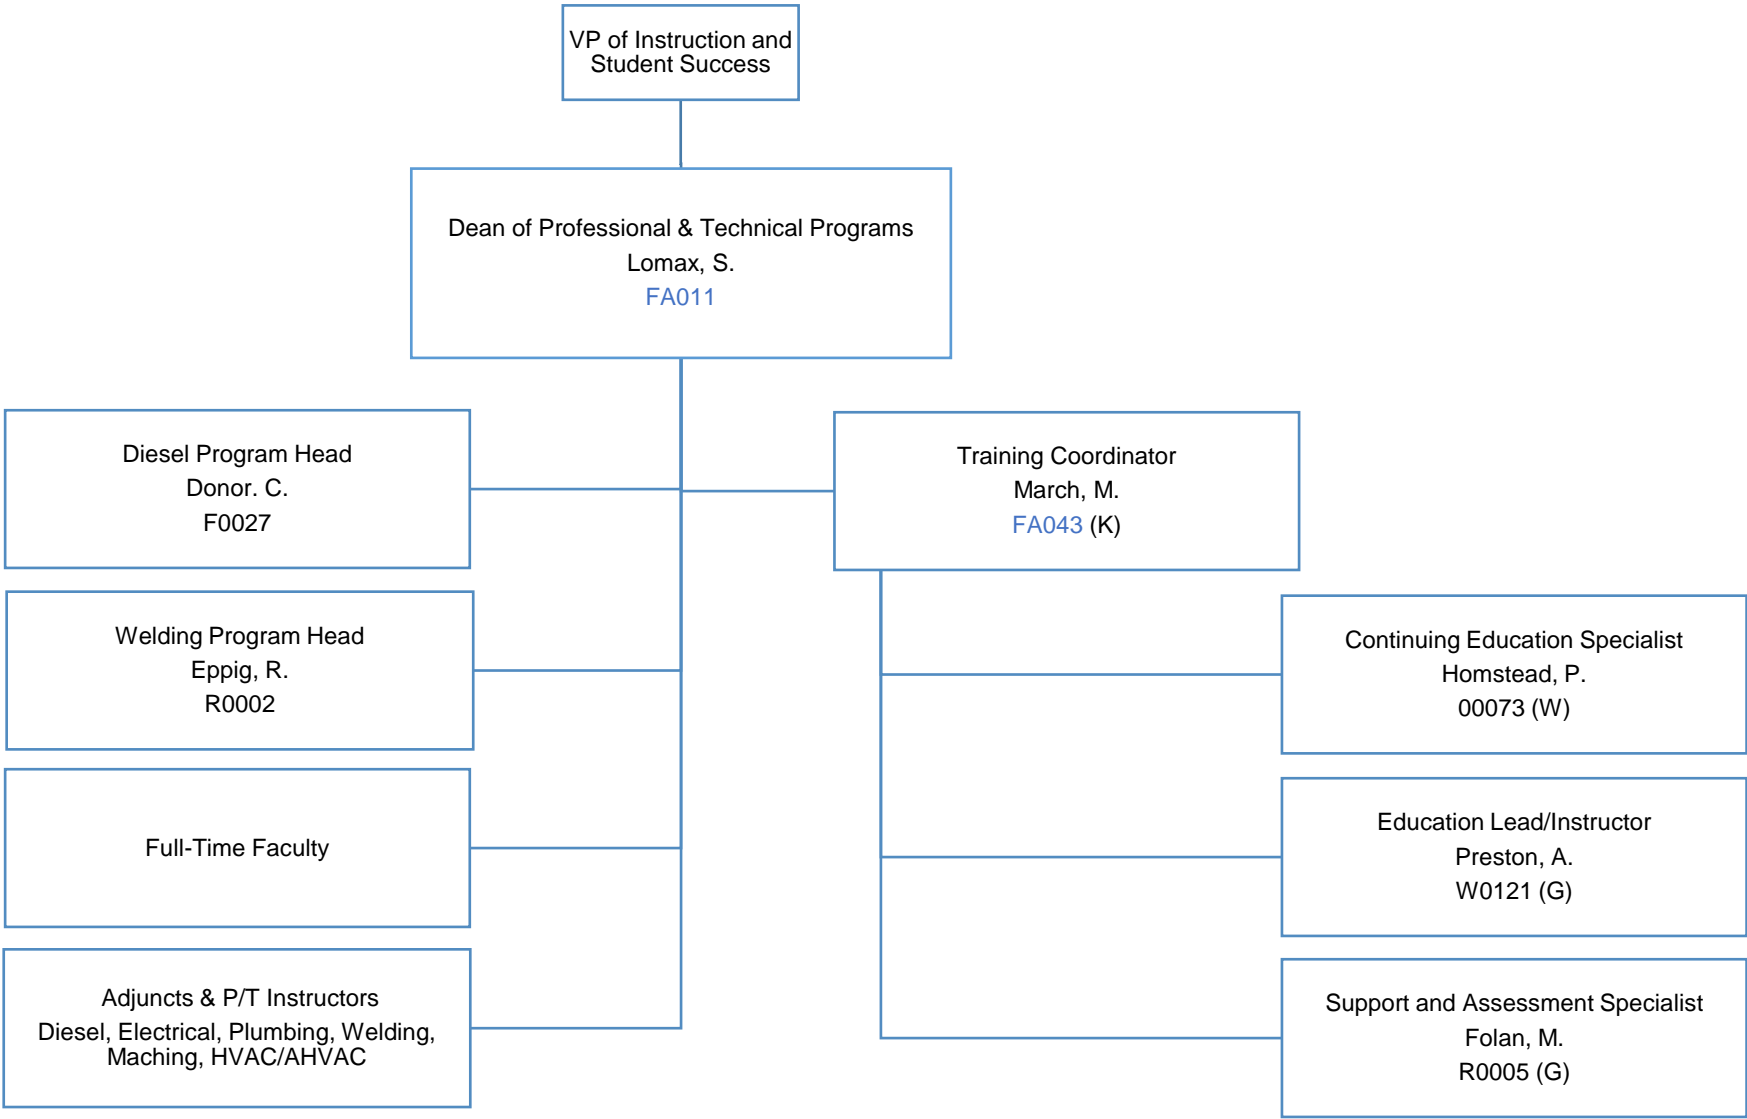 VP of Instruction and
Student Success
Dean of Professional & Technical Programs
Lomax, S.
FA011
Diesel Program Head
Donor. C.
F0027
Training Coordinator
March, M.
FA043 (K)
Welding Program Head
Eppig, R.
R0002
Continuing Education Specialist
Homstead, P.
00073 (W)
Full-Time Faculty
Education Lead/Instructor
Preston, A.
W0121 (G)
Adjuncts & P/T Instructors
Diesel, Electrical, Plumbing, Welding,
Maching, HVAC/AHVAC
Support and Assessment Specialist
Folan, M.
R0005 (G)